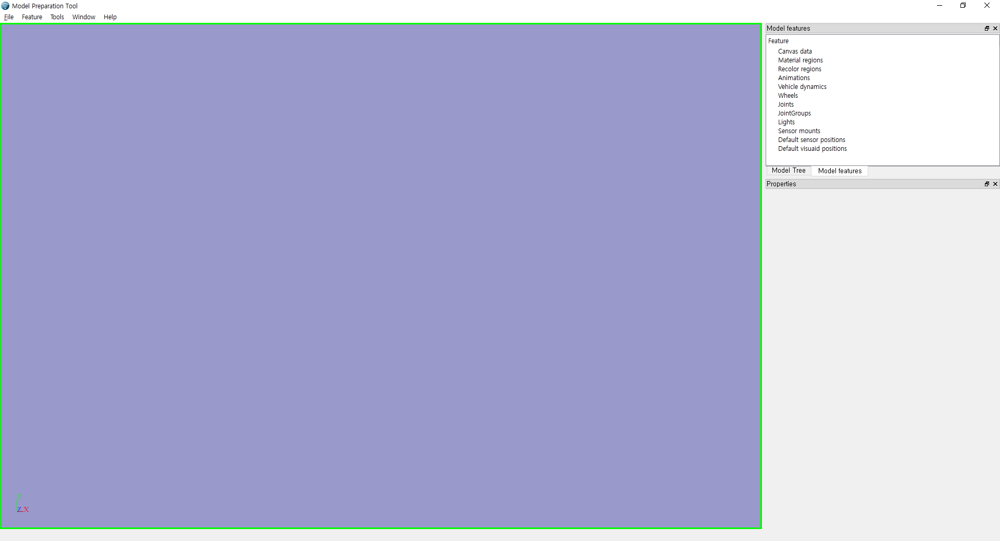 Model Preparation Tool
File Feature Tools Window Help
Model features
Feature
Canvas data
Material regions
Recolor regions
Animations
Vehicle dynamics
Wheels
Joints
JointGroups
Lights
Sensor mounts
Default sensor positions
Default visuaid positions
Model Tree Model features
Properties
Y
Z X